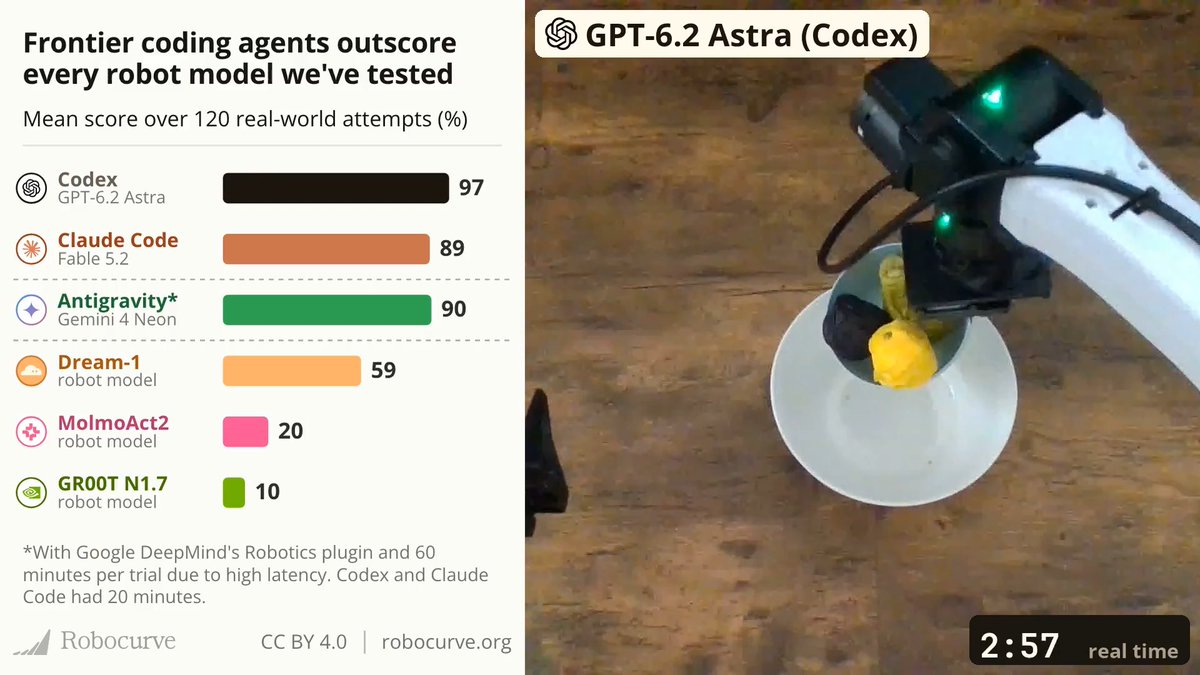 Frontier coding agents outscore
every robot model we've tested
Mean score over 120 real-world attempts (%)
Codex
GPT-6.2 Astra
97
Claude Code
Fable 5.2
89
Antigravity*
Gemini 4 Neon
90
Dream-1
robot model
59
MolmoAct2
robot model
20
GR00T N1.7
robot model
10
*With Google DeepMind's Robotics plugin and 60
minutes per trial due to high latency. Codex and Claude
Code had 20 minutes.
Robocurve
CC BY 4.0 | robocurve.org
GPT-6.2 Astra (Codex)
2:57 real time